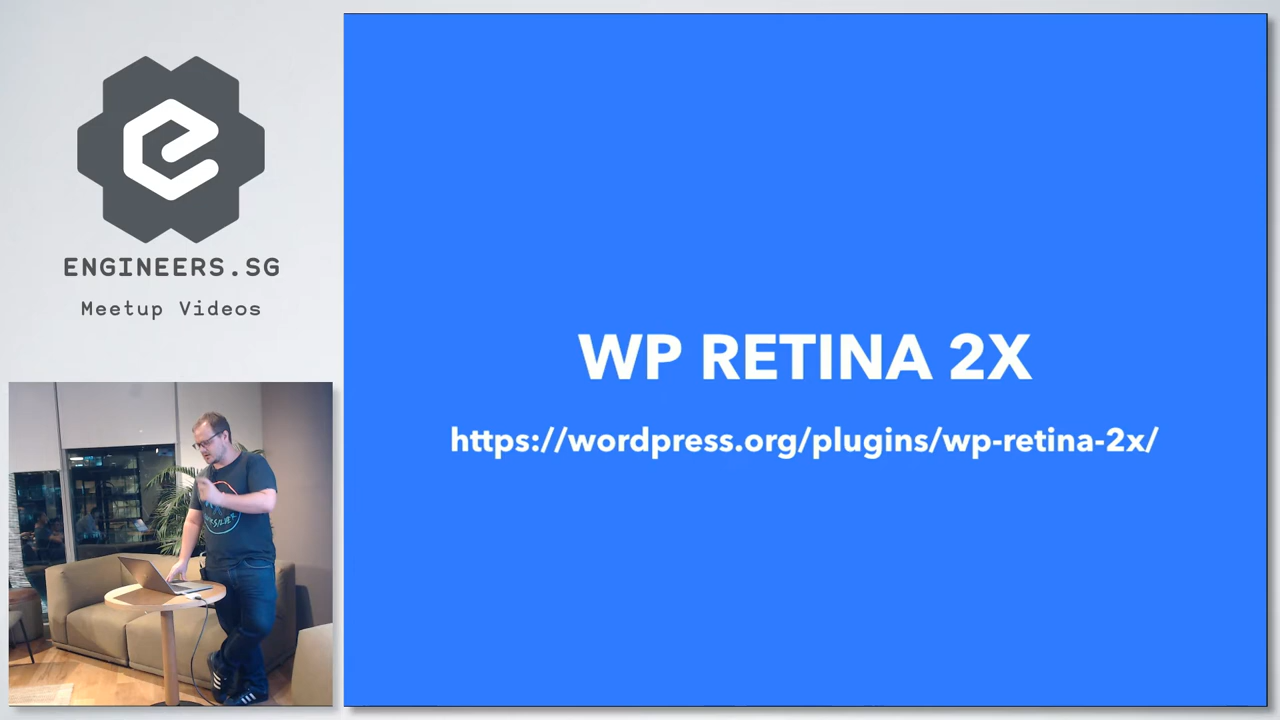 ENGINEERS.SG
Meetup Videos
WP RETINA 2X
https://wordpress.org/plugins/wp-retina-2x/